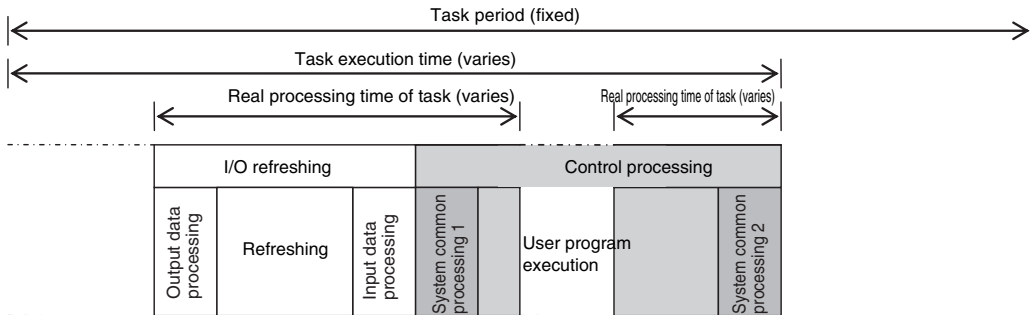 Task period (fixed)
Task execution time (varies)
Real processing time of task (varies)
Real processing time of task (varies)
I/O refreshing
Control processing
Output data
processing
Refreshing
Input data
processing
System common
processing 1
User program
execution
System common
processing 2